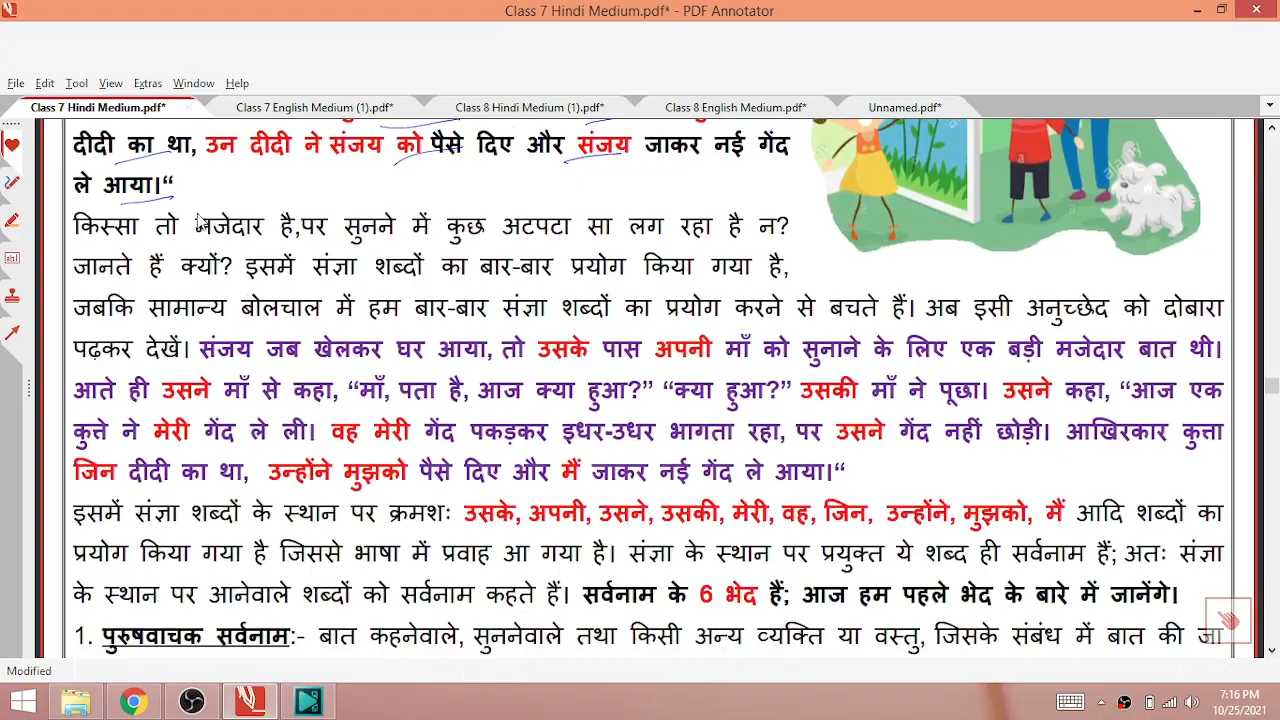 Class 7 Hindi Medium.pdf* - PDF Annotator
File Edit Tool View Extras Window Help
Class 7 Hindi Medium.pdf* Class 7 English Medium (1).pdf* Class 8 Hindi Medium (1).pdf* Class 8 English Medium.pdf* Unnamed.pdf*
दीदी का था, उन दीदी ने संजय को पैसे दिए और संजय जाकर नई गेंद
ले आया।“
किस्सा तो मजेदार है,पर सुनने में कुछ अटपटा सा लग रहा है न?
जानते हैं क्यों? इसमें संज्ञा शब्दों का बार-बार प्रयोग किया गया है,
जबकि सामान्य बोलचाल में हम बार-बार संज्ञा शब्दों का प्रयोग करने से बचते हैं। अब इसी अनुच्छेद को दोबारा
पढ़कर देखें। संजय जब खेलकर घर आया, तो उसके पास अपनी माँ को सुनाने के लिए एक बड़ी मजेदार बात थी।
आते ही उसने माँ से कहा, “माँ, पता है, आज क्या हुआ?” “क्या हुआ?” उसकी माँ ने पूछा। उसने कहा, “आज एक
कुत्ते ने मेरी गेंद ले ली। वह मेरी गेंद पकड़कर इधर-उधर भागता रहा, पर उसने गेंद नहीं छोड़ी। आखिरकार कुत्ता
जिन दीदी का था, उन्होंने मुझको पैसे दिए और मैं जाकर नई गेंद ले आया।“
इसमें संज्ञा शब्दों के स्थान पर क्रमशः उसके, अपनी, उसने, उसकी, मेरी, वह, जिन, उन्होंने, मुझको, मैं आदि शब्दों का
प्रयोग किया गया है जिससे भाषा में प्रवाह आ गया है। संज्ञा के स्थान पर प्रयुक्त ये शब्द ही सर्वनाम हैं; अतः संज्ञा
के स्थान पर आनेवाले शब्दों को सर्वनाम कहते हैं। सर्वनाम के 6 भेद हैं; आज हम पहले भेद के बारे में जानेंगे।
1. पुरुषवाचक सर्वनाम:- बात कहनेवाले, सुननेवाले तथा किसी अन्य व्यक्ति या वस्तु, जिसके संबंध में बात की जा
alamy
a
a
Modified
7:16 PM
10/25/2021